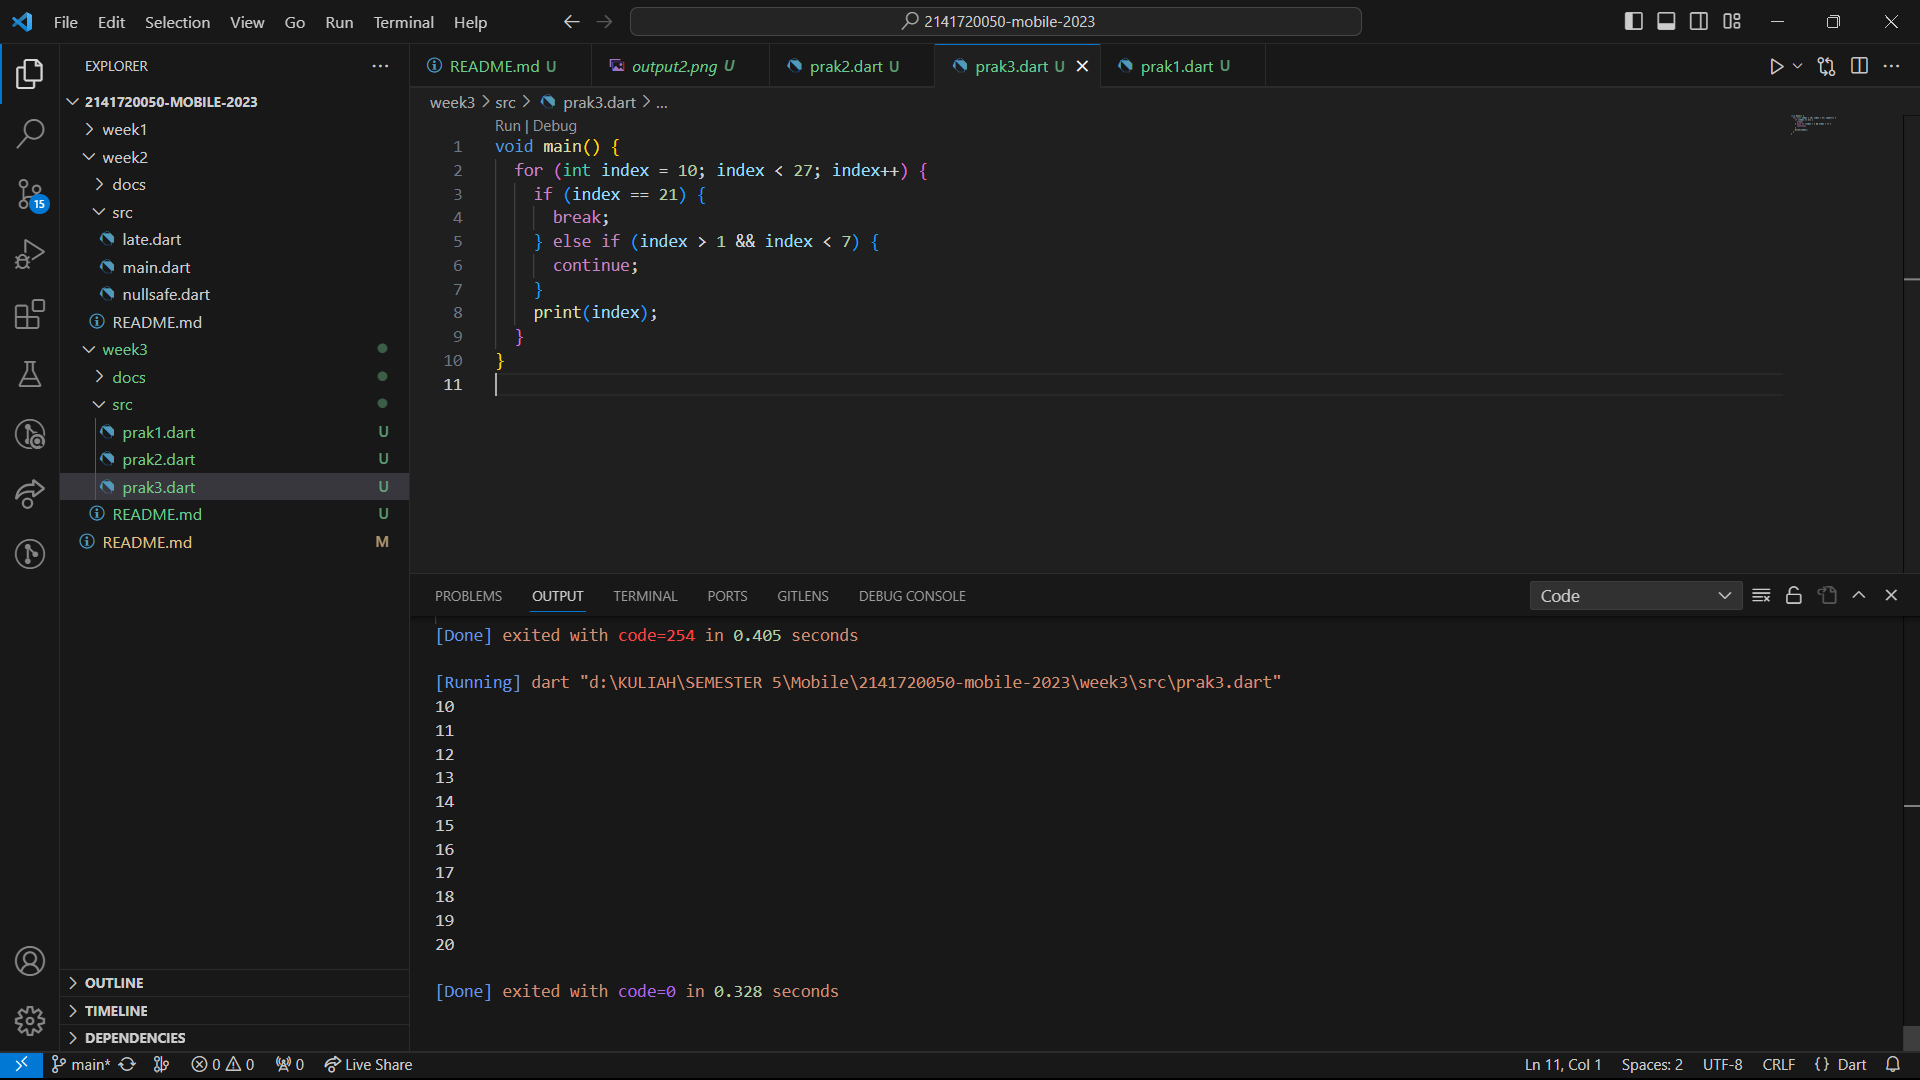 File Edit Selection View Go Run Terminal Help
2141720050-mobile-2023
EXPLORER
2141720050-MOBILE-2023
week1
week2
docs
src
late.dart
main.dart
nullsafe.dart
README.md
week3
docs
src
prak1.dart U
prak2.dart U
prak3.dart U
README.md U
README.md M
15
OUTLINE
TIMELINE
DEPENDENCIES
README.md U output2.png U prak2.dart U prak3.dart U prak1.dart U
week3 > src > prak3.dart > ...
Run | Debug
1 void main() {
2 for (int index = 10; index < 27; index++) {
3 if (index == 21) {
4 break;
5 } else if (index > 1 && index < 7) {
6 continue;
7 }
8 print(index);
9 }
10 }
11
PROBLEMS OUTPUT TERMINAL PORTS GITLENS DEBUG CONSOLE Code
[Done] exited with code=254 in 0.405 seconds
[Running] dart "d:\KULIAH\SEMESTER 5\Mobile\2141720050-mobile-2023\week3\src\prak3.dart"
10
11
12
13
14
15
16
17
18
19
20
[Done] exited with code=0 in 0.328 seconds
main* 0 0 0 Live Share Ln 11, Col 1 Spaces: 2 UTF-8 CRLF {} Dart